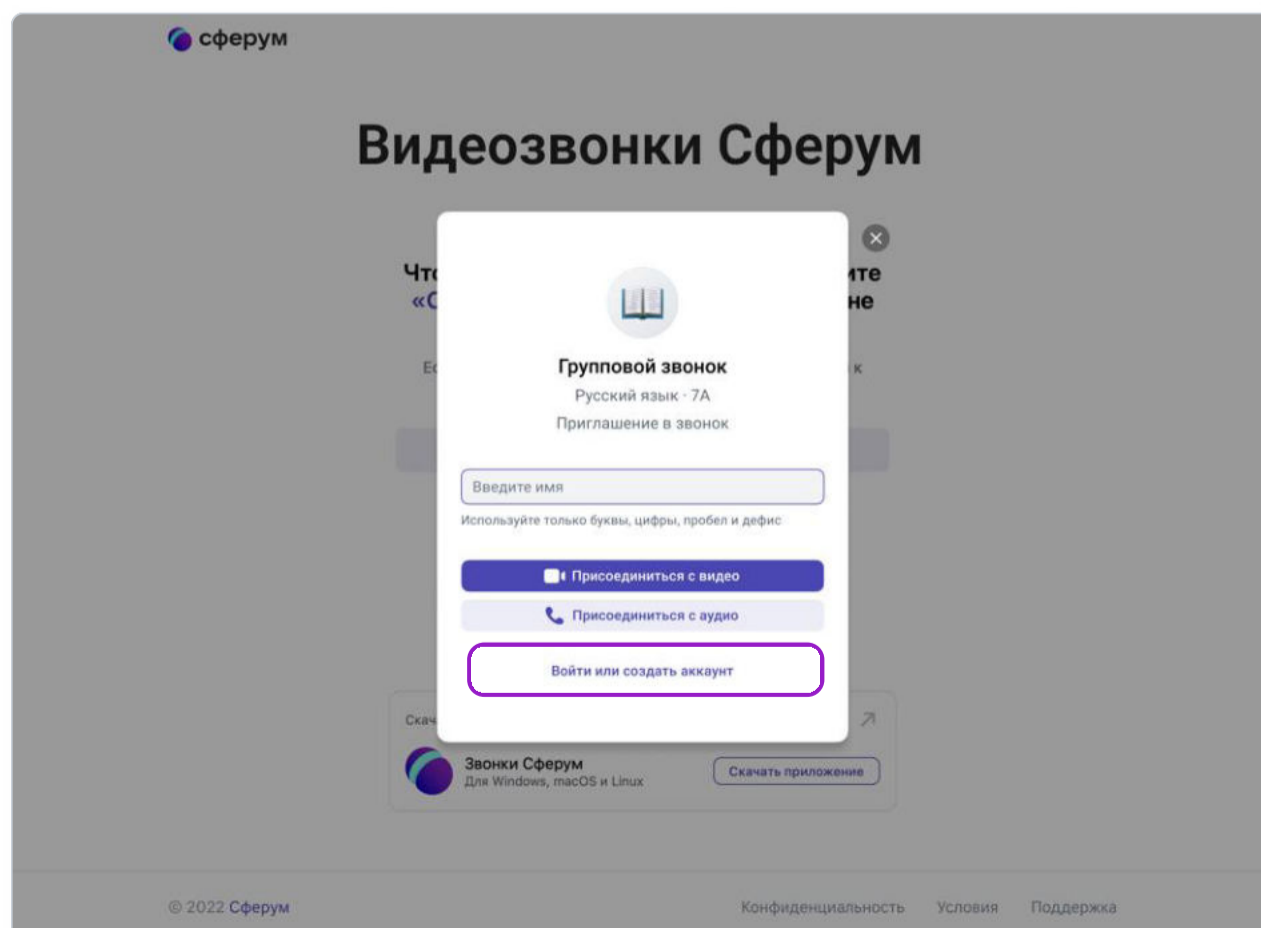 сферум
Видеозвонки Сферум
Групповой звонок
Русский язык · 7А
Приглашение в звонок
Введите имя
Используйте только буквы, цифры, пробел и дефис
Присоединиться с видео
Присоединиться с аудио
Войти или создать аккаунт
Звонки Сферум
Для Windows, macOS и Linux
Скачать приложение
© 2022 Сферум
Конфиденциальность Условия Поддержка